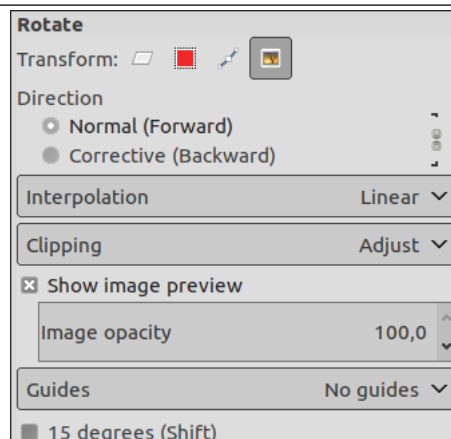 Rotate
Transform:
Direction
Normal (Forward)
Corrective (Backward)
Interpolation Linear
Clipping Adjust
Show image preview
Image opacity 100,0
Guides No guides
15 degrees (Shift)